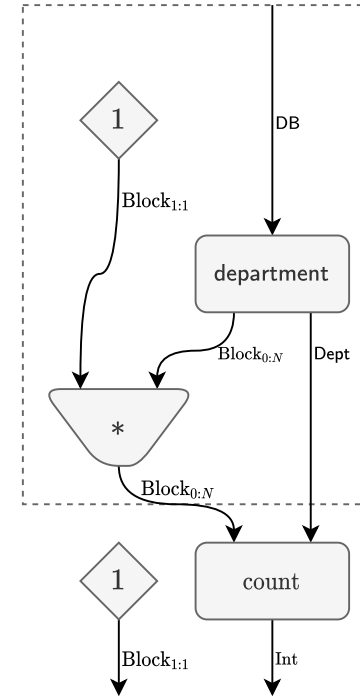 DB
1
Block1:1
department
Block0:N
Dept
*
Block0:N
1
count
Block1:1
Int